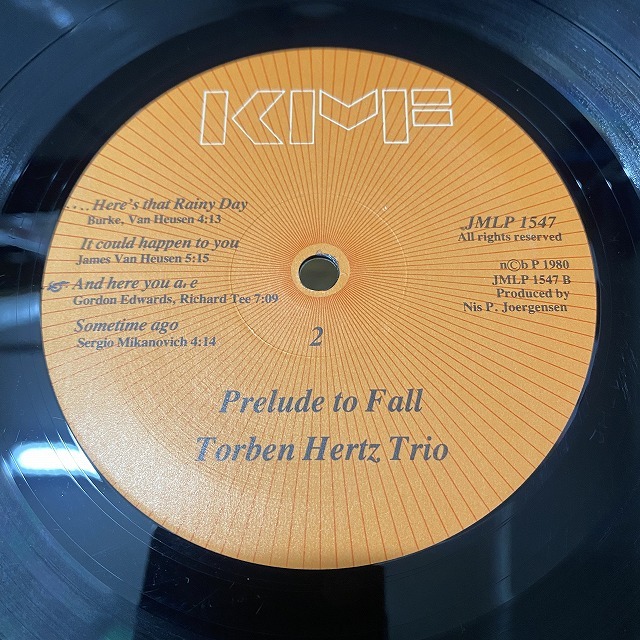 KMF
....Here's that Rainy Day
Burke, Van Heusen 4:13
It could happen to you
James Van Heusen 5:15
And here you a.e
Gordon Edwards, Richard Tee 7:09
Sometime ago
Sergio Mikanovich 4:14
JMLP 1547
All rights reserved
n©b P 1980
JMLP 1547 B
Produced by
Nis P. Joergensen
2
Prelude to Fall
Torben Hertz Trio